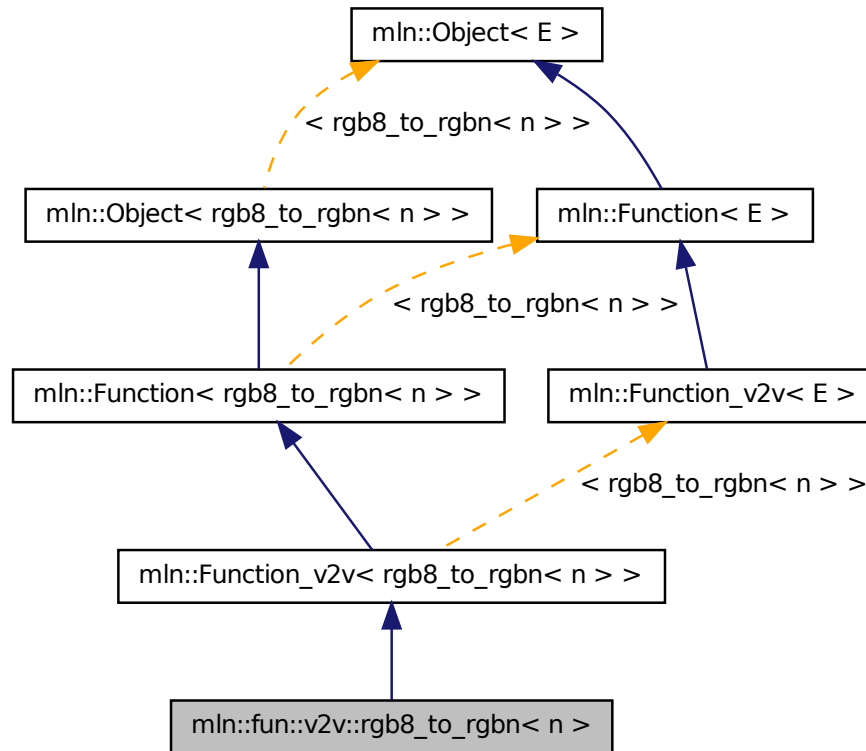 mln::Object< E >
< rgb8_to_rgbn< n > >
mln::Object< rgb8_to_rgbn< n > >
mln::Function< E >
< rgb8_to_rgbn< n > >
mln::Function< rgb8_to_rgbn< n > >
mln::Function_v2v< E >
< rgb8_to_rgbn< n > >
mln::Function_v2v< rgb8_to_rgbn< n > >
mln::fun::v2v::rgb8_to_rgbn< n >